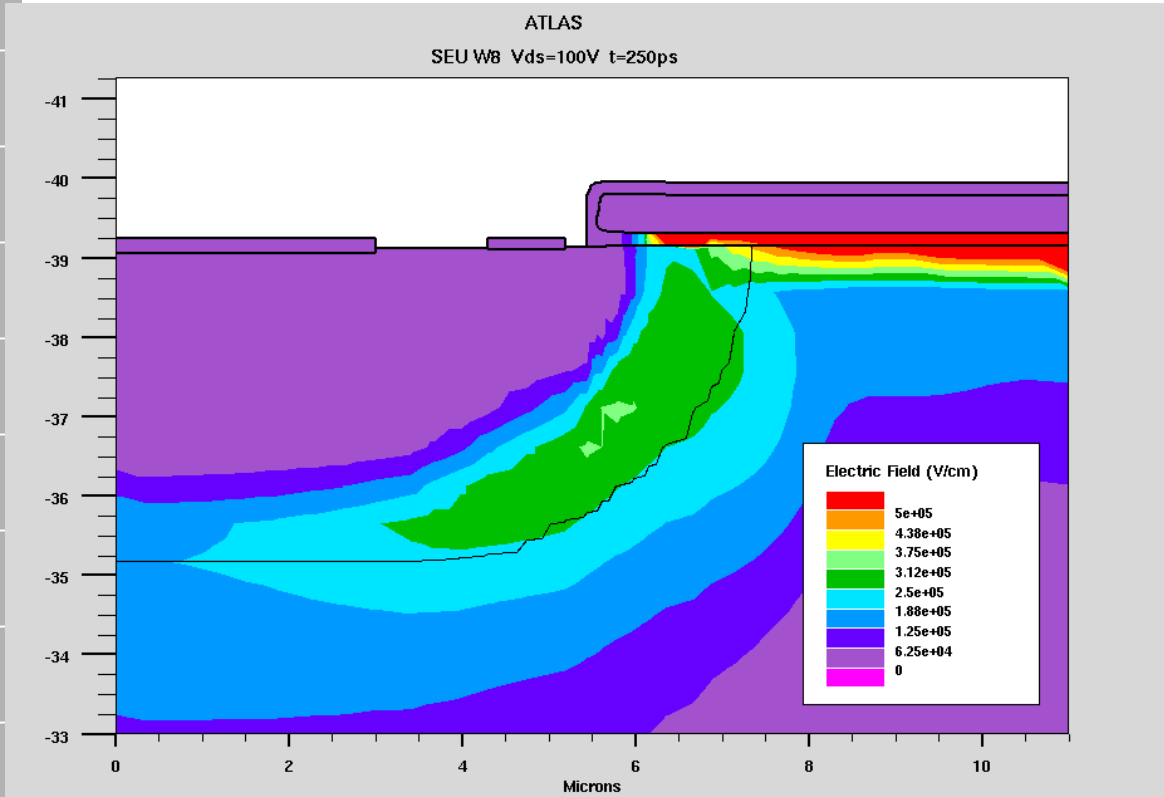 ATLAS
SEU W8 Vds=100V t=250ps
-41
-40
-39
-38
-37
-36
-35
-34
-33
Electric Field (V/cm)
5e+05
4.38e+05
3.75e+05
3.12e+05
2.5e+05
1.88e+05
1.25e+05
6.25e+04
0
0 2 4 6 8 10
Microns